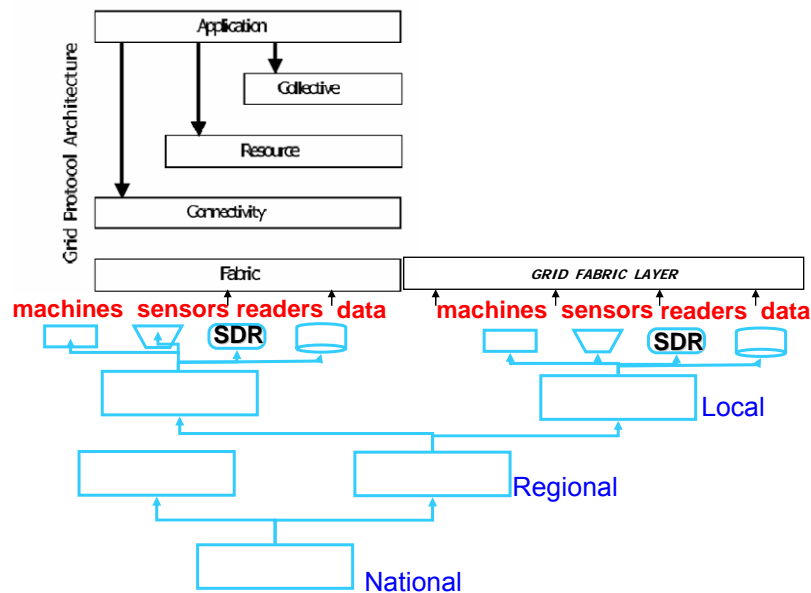 Grid Protocol Architecture
Application
Collective
Resource
Connectivity
Fabric
GRID FABRIC LAYER
machines sensors readers data
machines sensors readers data
SDR
SDR
Local
Regional
National